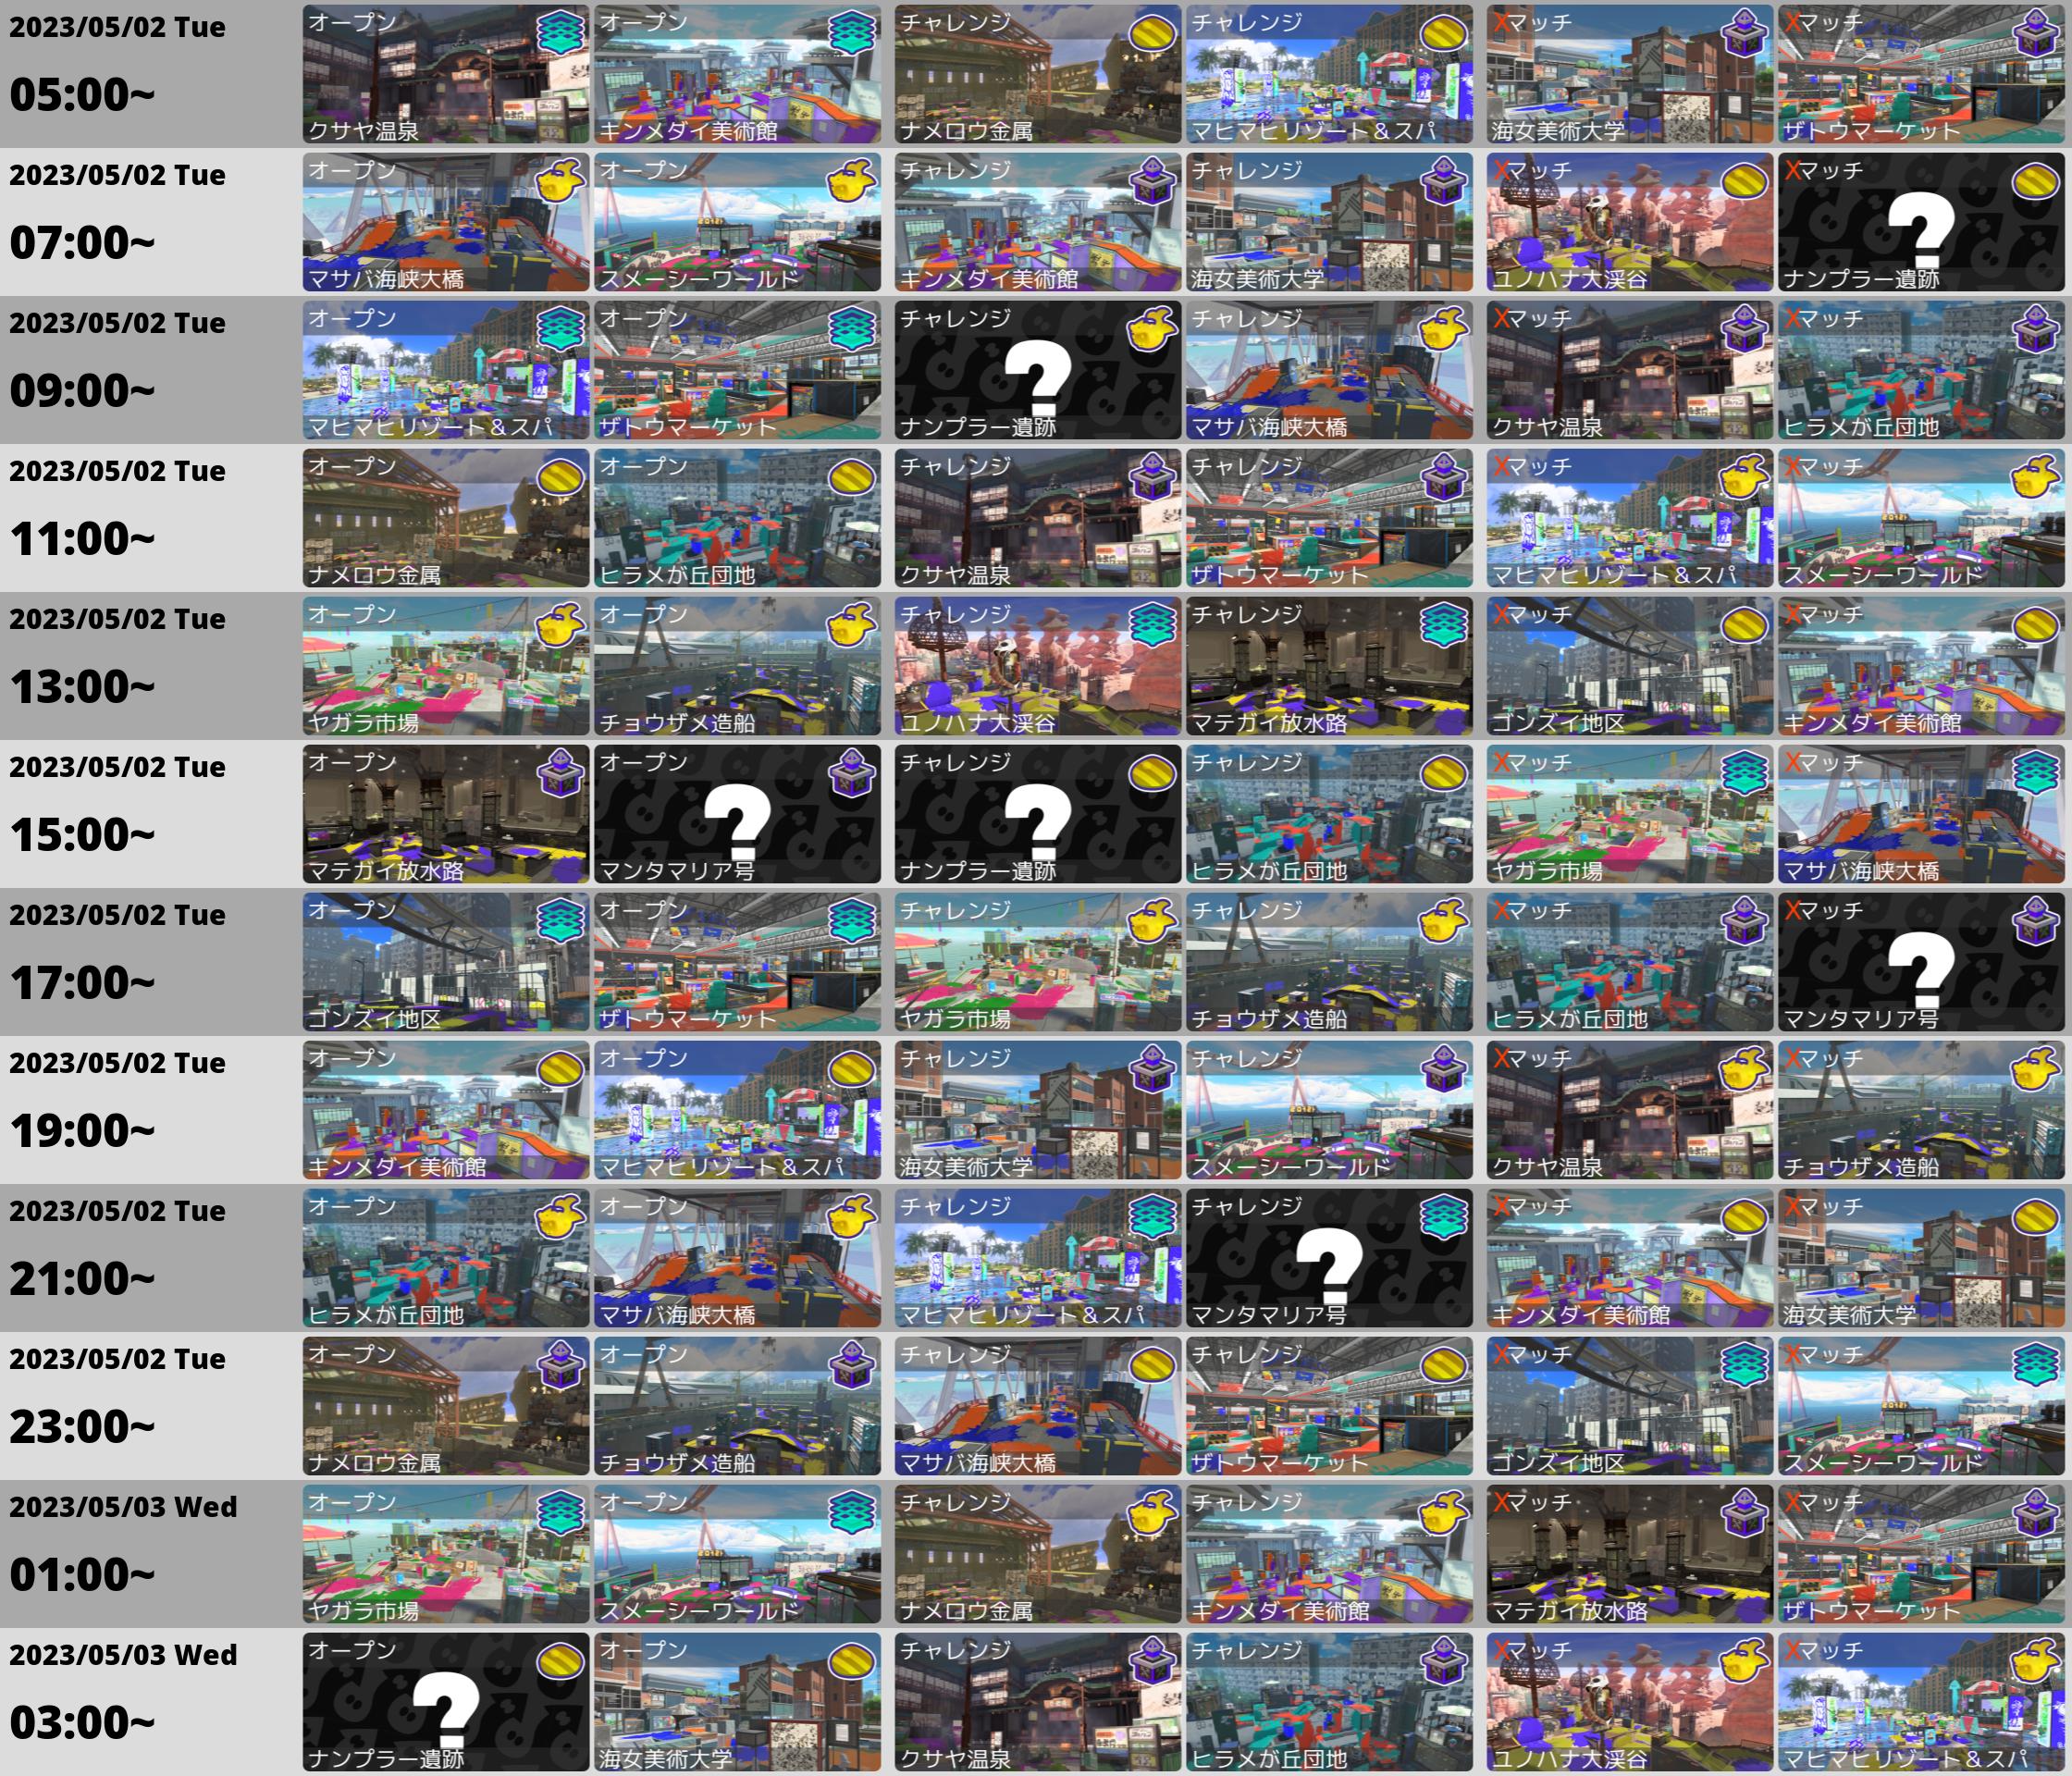 2023/05/02 Tue
05:00~
オープン
クサヤ温泉
オープン
キンメダイ美術館
チャレンジ
ナメロウ金属
チャレンジ
マヒマヒリゾート＆スパ
Xマッチ
海女美術大学
Xマッチ
ザトウマーケット
2023/05/02 Tue
07:00~
オープン
マサバ海峡大橋
オープン
スメーシーワールド
チャレンジ
キンメダイ美術館
チャレンジ
海女美術大学
Xマッチ
ユノハナ大渓谷
Xマッチ
?
ナンプラー遺跡
2023/05/02 Tue
09:00~
オープン
マヒマヒリゾート＆スパ
オープン
ザトウマーケット
チャレンジ
?
ナンプラー遺跡
チャレンジ
マサバ海峡大橋
Xマッチ
クサヤ温泉
Xマッチ
ヒラメが丘団地
2023/05/02 Tue
11:00~
オープン
ナメロウ金属
オープン
ヒラメが丘団地
チャレンジ
クサヤ温泉
チャレンジ
ザトウマーケット
Xマッチ
マヒマヒリゾート＆スパ
Xマッチ
スメーシーワールド
2023/05/02 Tue
13:00~
オープン
ヤガラ市場
オープン
チョウザメ造船
チャレンジ
ユノハナ大渓谷
チャレンジ
マテガイ放水路
Xマッチ
ゴンズイ地区
Xマッチ
キンメダイ美術館
2023/05/02 Tue
15:00~
オープン
マテガイ放水路
オープン
?
マンタマリア号
チャレンジ
?
ナンプラー遺跡
チャレンジ
ヒラメが丘団地
Xマッチ
ヤガラ市場
Xマッチ
マサバ海峡大橋
2023/05/02 Tue
17:00~
オープン
ゴンズイ地区
オープン
ザトウマーケット
チャレンジ
ヤガラ市場
チャレンジ
チョウザメ造船
Xマッチ
ヒラメが丘団地
Xマッチ
?
マンタマリア号
2023/05/02 Tue
19:00~
オープン
キンメダイ美術館
オープン
マヒマヒリゾート＆スパ
チャレンジ
海女美術大学
チャレンジ
スメーシーワールド
Xマッチ
クサヤ温泉
Xマッチ
チョウザメ造船
2023/05/02 Tue
21:00~
オープン
ヒラメが丘団地
オープン
マサバ海峡大橋
チャレンジ
マヒマヒリゾート＆スパ
チャレンジ
?
マンタマリア号
Xマッチ
キンメダイ美術館
Xマッチ
海女美術大学
2023/05/02 Tue
23:00~
オープン
ナメロウ金属
オープン
チョウザメ造船
チャレンジ
マサバ海峡大橋
チャレンジ
ザトウマーケット
Xマッチ
ゴンズイ地区
Xマッチ
スメーシーワールド
2023/05/03 Wed
01:00~
オープン
ヤガラ市場
オープン
スメーシーワールド
チャレンジ
ナメロウ金属
チャレンジ
キンメダイ美術館
Xマッチ
マテガイ放水路
Xマッチ
ザトウマーケット
2023/05/03 Wed
03:00~
オープン
?
ナンプラー遺跡
オープン
海女美術大学
チャレンジ
クサヤ温泉
チャレンジ
ヒラメが丘団地
Xマッチ
ユノハナ大渓谷
Xマッチ
マヒマヒリゾート＆スパ